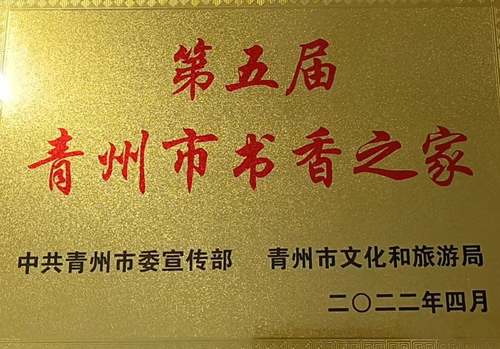 第五届
青州市书香之家
中共青州市委宣传部 青州市文化和旅游局
二〇二二年四月